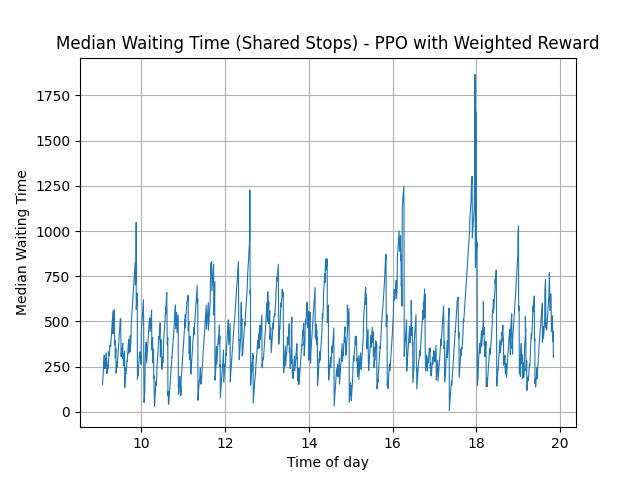 Median Waiting Time (Shared Stops) - PPO with Weighted Reward
1750
1500
1250
1000
750
500
250
0
Median Waiting Time
10 12 14 16 18 20
Time of day